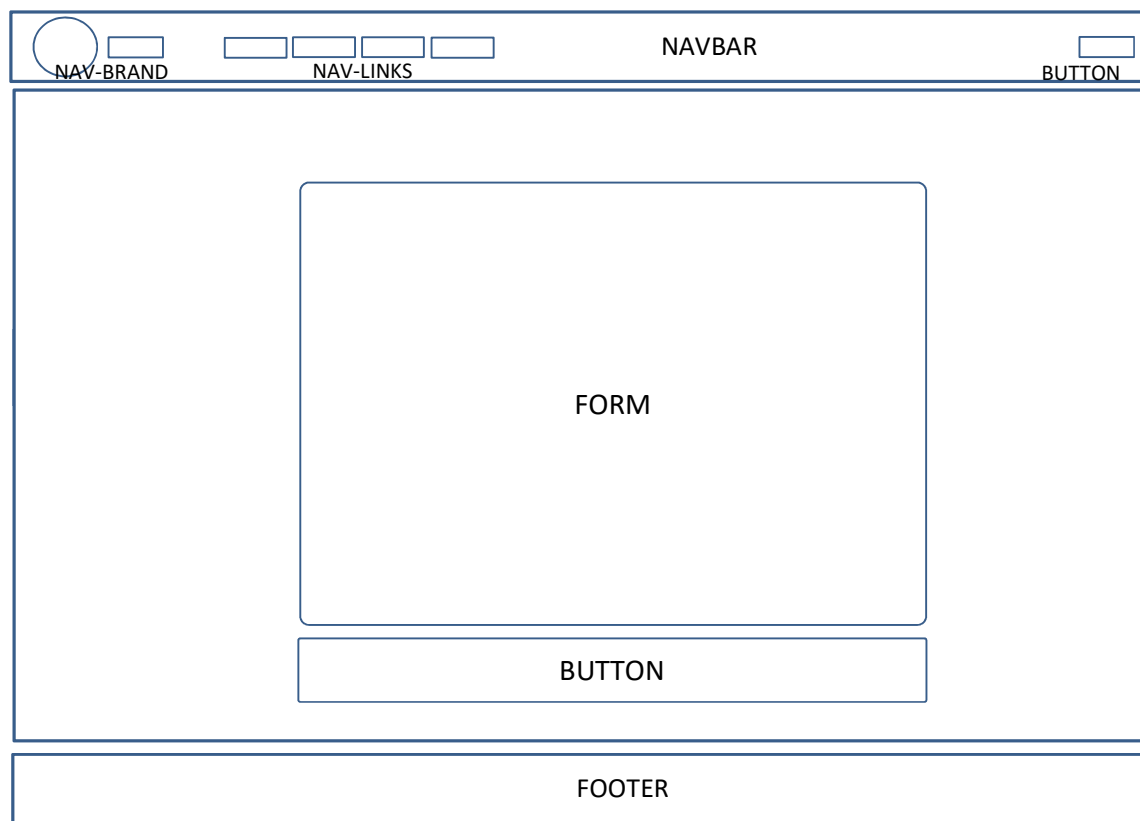 NAVBAR
NAV-BRAND
NAV-LINKS
BUTTON
FORM
BUTTON
FOOTER